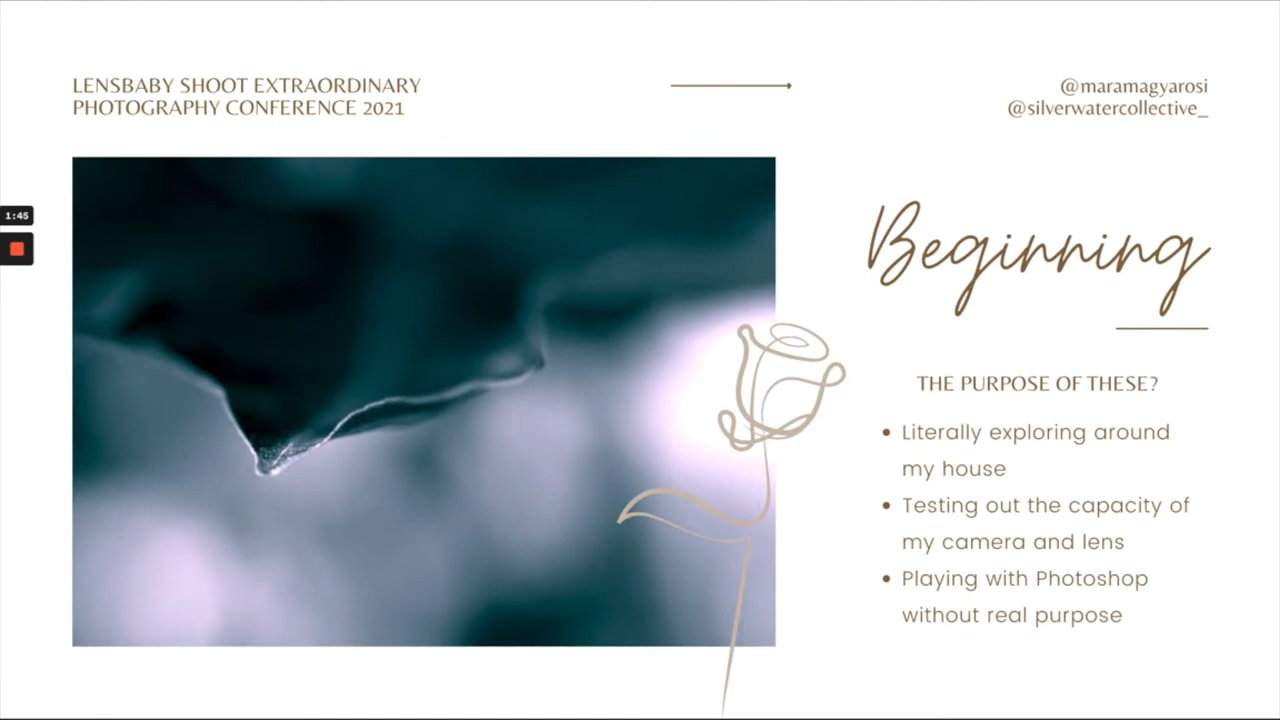 LENSBABY SHOOT EXTRAORDINARY
PHOTOGRAPHY CONFERENCE 2021
@maramagyarosi
@silverwatercollective_
1:45
Beginning
THE PURPOSE OF THESE?
• Literally exploring around
my house
• Testing out the capacity of
my camera and lens
• Playing with Photoshop
without real purpose